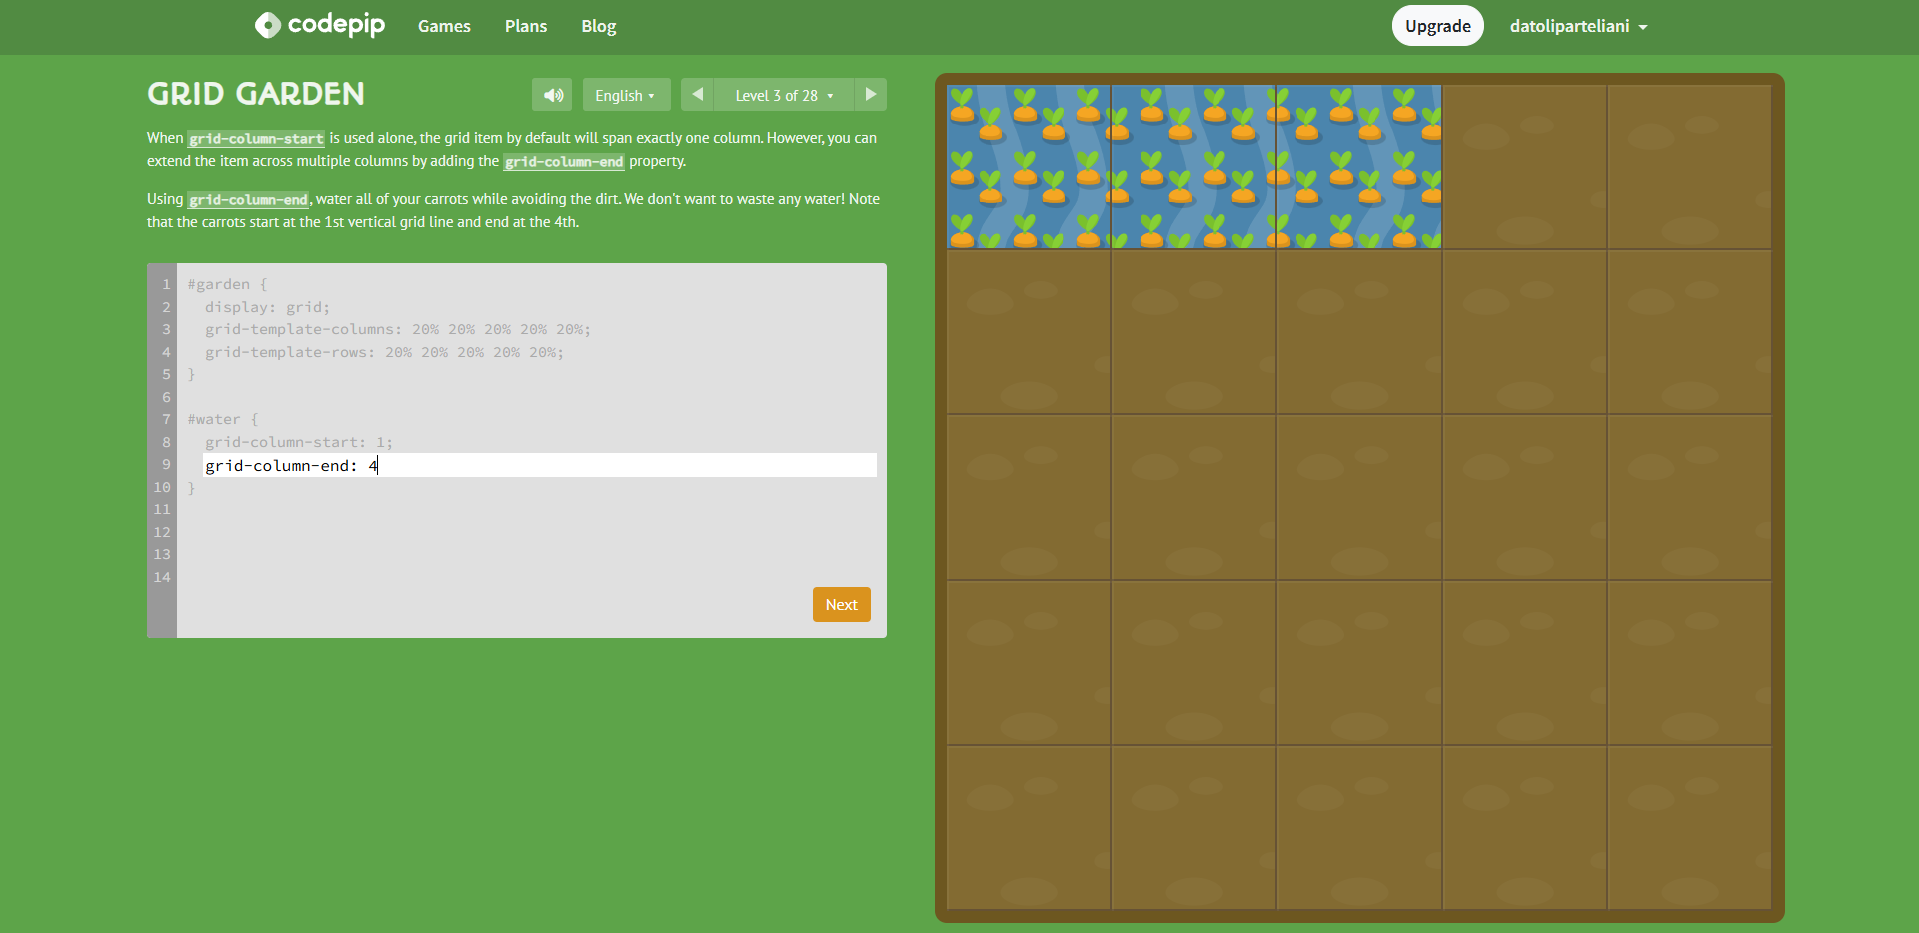 codepip Games Plans Blog Upgrade datoliparteliani
GRID GARDEN English Level 3 of 28
When grid-column-start is used alone, the grid item by default will span exactly one column. However, you can
extend the item across multiple columns by adding the grid-column-end property.
Using grid-column-end, water all of your carrots while avoiding the dirt. We don't want to waste any water! Note
that the carrots start at the 1st vertical grid line and end at the 4th.
1 #garden {
2 display: grid;
3 grid-template-columns: 20% 20% 20% 20% 20%;
4 grid-template-rows: 20% 20% 20% 20% 20%;
5 }
6
7 #water {
8 grid-column-start: 1;
9 grid-column-end: 4
10 }
11
12
13
14
Next